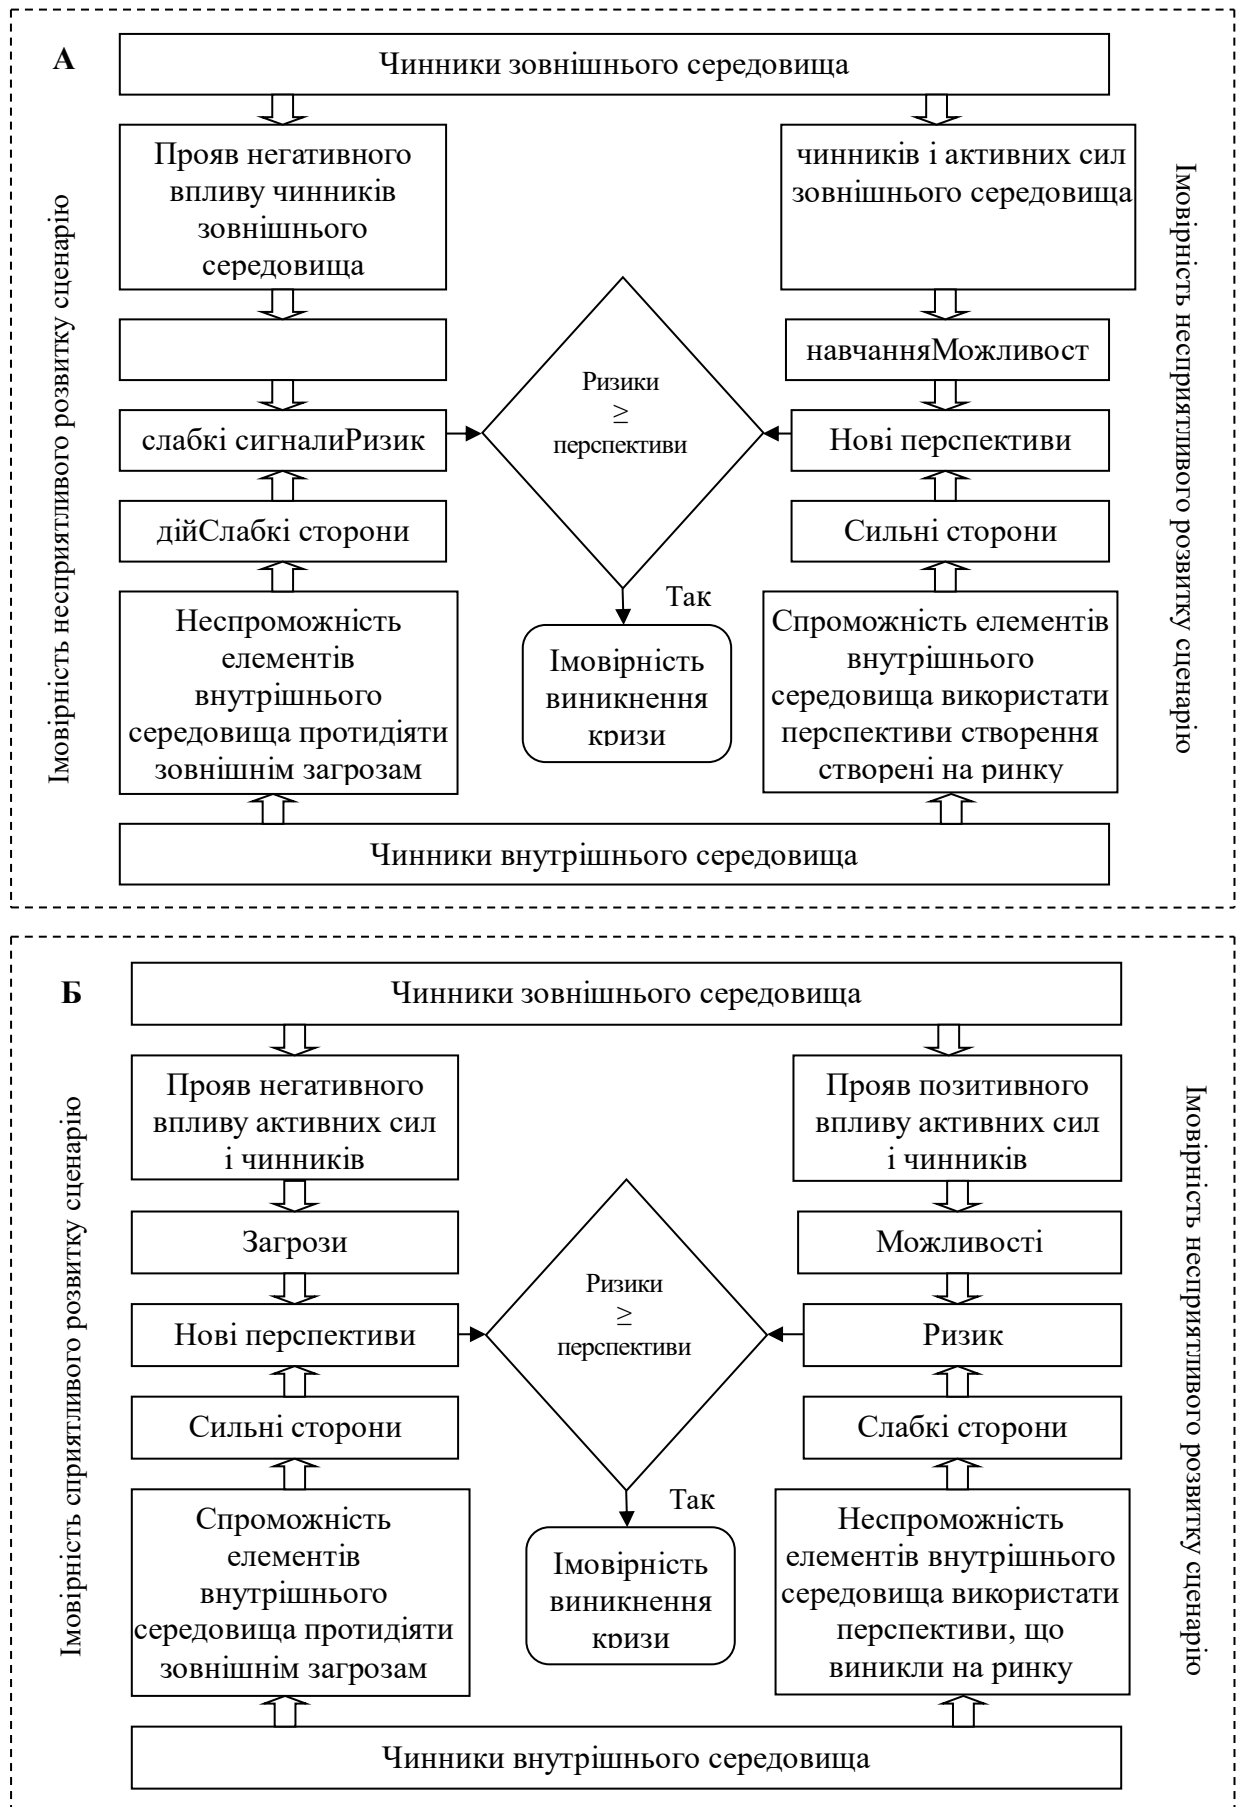 А
Чинники зовнішнього середовища
Прояв негативного
впливу чинників
зовнішнього
середовища
чинників і активних сил
зовнішнього середовища
Імовірність несприятливого розвитку сценарію
Імовірність несприятливого розвитку сценарію
навчанняМожливост
Ризики
≥
перспективи
слабкі сигналиРизик
Нові перспективи
дійСлабкі сторони
Сильні сторони
Так
Неспроможність
елементів
внутрішнього
середовища протидіяти
зовнішнім загрозам
Імовірність
виникнення
кризи
Спроможність елементів
внутрішнього
середовища використати
перспективи створення
створені на ринку
Чинники внутрішнього середовища
Б
Чинники зовнішнього середовища
Прояв негативного
впливу активних сил
і чинників
Прояв позитивного
впливу активних сил
і чинників
Імовірність сприятливого розвитку сценарію
Імовірність несприятливого розвитку сценарію
Загрози
Можливості
Ризики
≥
перспективи
Нові перспективи
Ризик
Сильні сторони
Слабкі сторони
Так
Спроможність
елементів
внутрішнього
середовища протидіяти
зовнішнім загрозам
Імовірність
виникнення
кризи
Неспроможність
елементів внутрішнього
середовища використати
перспективи, що
виникли на ринку
Чинники внутрішнього середовища